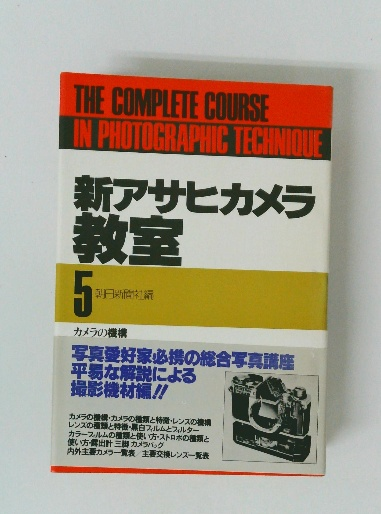 THE COMPLETE COURSE
IN PHOTOGRAPHIC TECHNIQUE
新アサヒカメラ
教室
5 朝日新聞社編
カメラの機構
写真愛好家必携の総合写真講座
平易な解説による
撮影機材編!!
カメラの機構・カメラの種類と特徴・レンズの機構
レンズの種類と特徴・黒白フィルムとフィルター
カラーフィルムの種類と使い方・ストロボの種類と
使い方・露出計 三脚 カメラバッグ
内外主要カメラ一覧表/主要交換レンズ一覧表